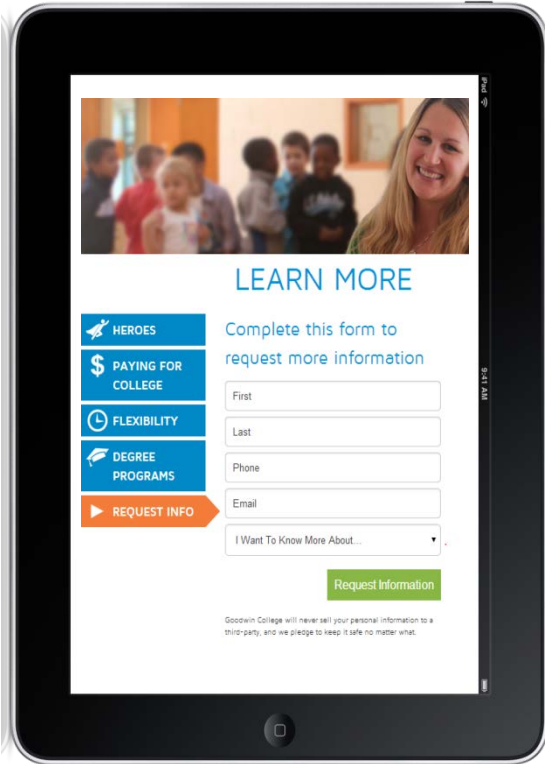 iPad
9:41 AM
LEARN MORE
HEROES
$ PAYING FOR
COLLEGE
FLEXIBILITY
DEGREE
PROGRAMS
REQUEST INFO
Complete this form to
request more information
First
Last
Phone
Email
I Want To Know More About...
Request Information
Goodwin College will never sell your personal information to a
third-party, and we pledge to keep it safe no matter what.